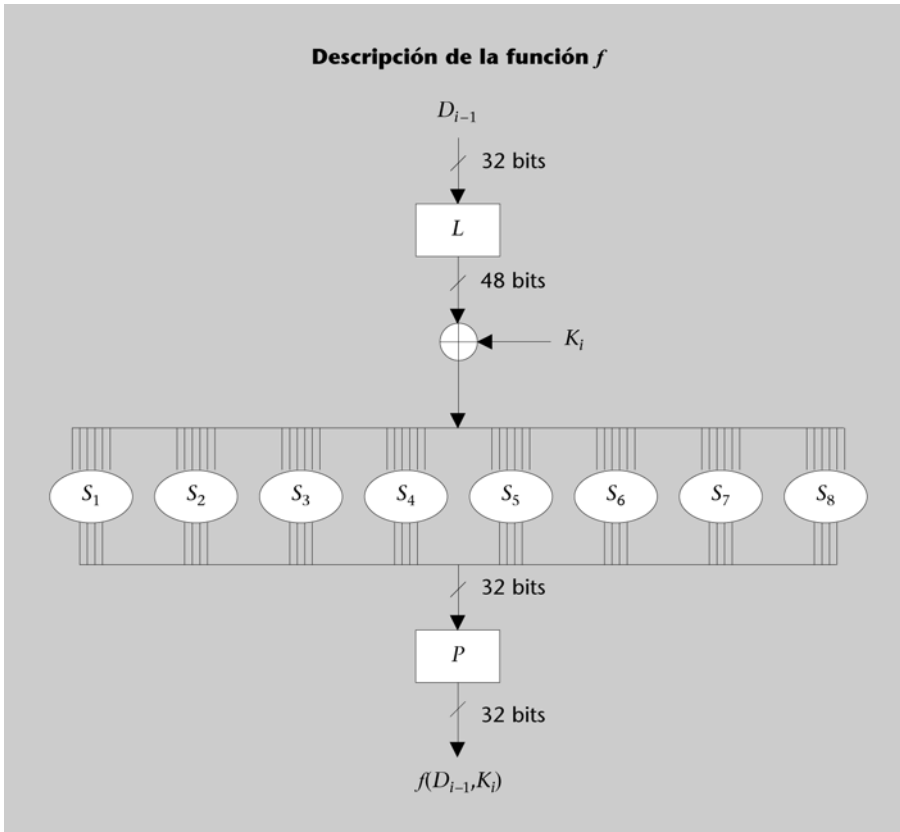 Descripción de la función f
D_{i–1}
32 bits
L
48 bits
K_i
S_1 S_2 S_3 S_4 S_5 S_6 S_7 S_8
32 bits
P
32 bits
f(D_{i–1},K_i)